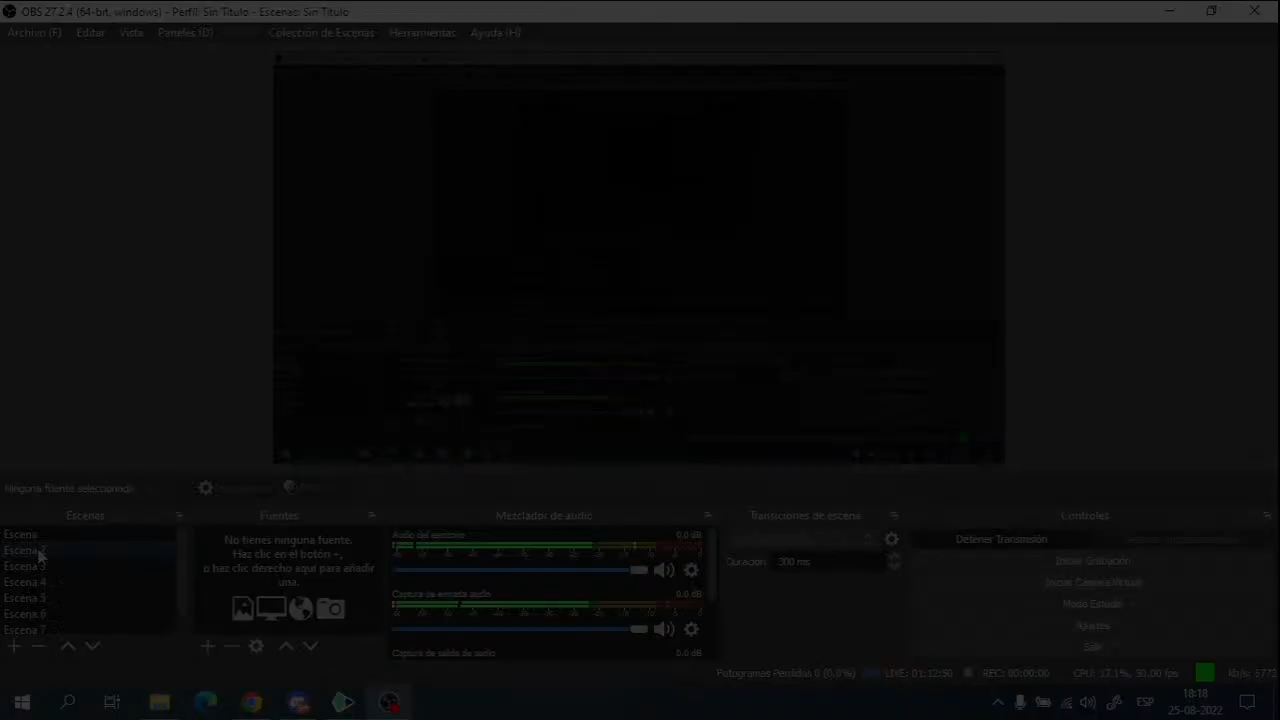 OBS 27.2.4 (64-bit, windows) - Perfil: Sin Título - Escenas: Sin Título
Archivo (F) Editar Vista Paneles (D) Colección de Escenas Herramientas Ayuda (H)
Ninguna fuente seleccionada
Escenas
Escena
Escena 2
Escena 3
Escena 4
Escena 5
Escena 6
Escena 7
Fuentes
No tienes ninguna fuente.
Haz clic en el botón +,
o haz clic derecho aquí para añadir
una.
Mezclador de audio
Audio del escritorio 0.0 dB
Captura de entrada audio 0.0 dB
Captura de salida de audio 0.0 dB
Transiciones de escena
Duración 300 ms
Controles
Detener Transmisión
Iniciar Grabación
Iniciar Cámara Virtual
Modo Estudio
Ajustes
Salir
Fotogramas Perdidos 0 (0.0%) LIVE: 01:12:50 REC: 00:00:00 CPU: 17.1%, 30.00 fps kb/s: 5772
ESP
18:18
25-08-2022